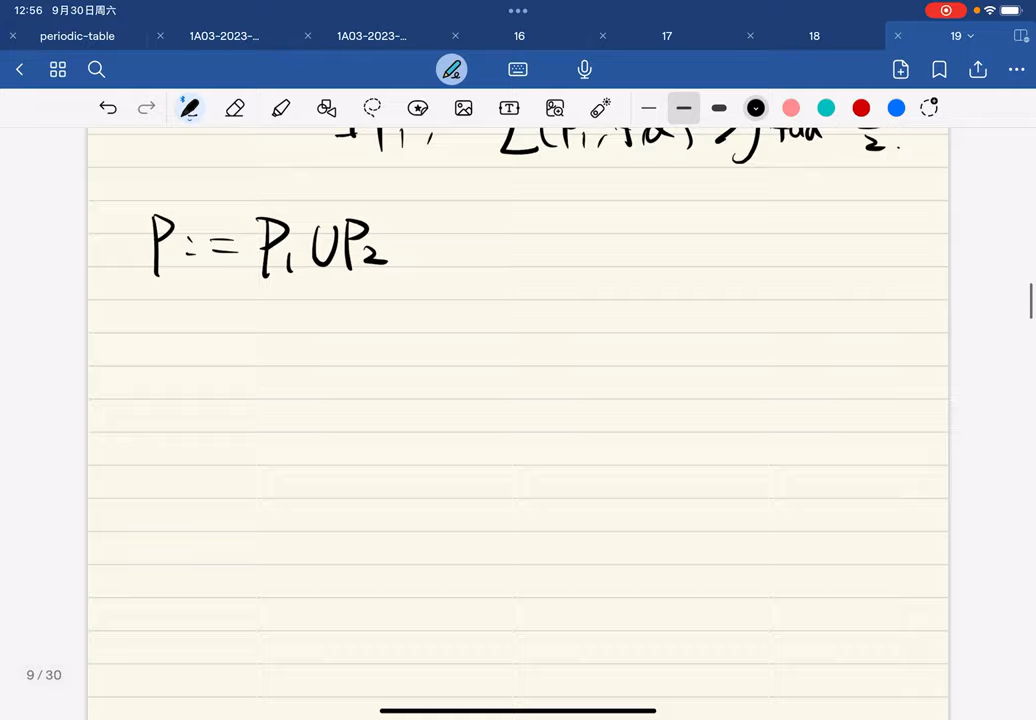 12:56 9月30日周六
periodic-table 1A03-2023-... 1A03-2023-... 16 17 18 19
P := P₁ ∪ P₂
9 / 30